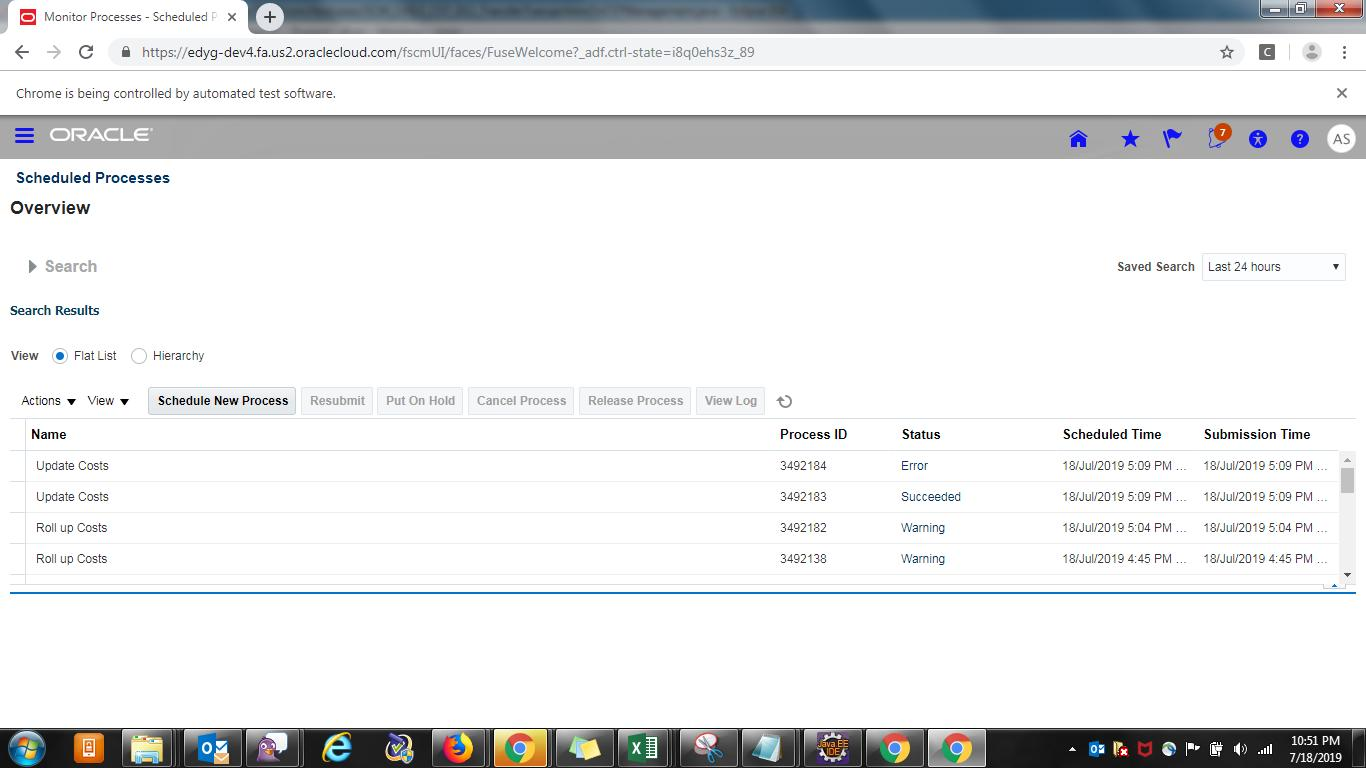 Monitor Processes - Scheduled P
https://edyg-dev4.fa.us2.oraclecloud.com/fscmUI/faces/FuseWelcome?_adf.ctrl-state=i8q0ehs3z_89
C
Chrome is being controlled by automated test software.
ORACLE
7
?
AS
Scheduled Processes
Overview
Search
Saved Search Last 24 hours
Search Results
View Flat List Hierarchy
Actions View Schedule New Process Resubmit Put On Hold Cancel Process Release Process View Log
Name Process ID Status Scheduled Time Submission Time
Update Costs 3492184 Error 18/Jul/2019 5:09 PM ... 18/Jul/2019 5:09 PM ...
Update Costs 3492183 Succeeded 18/Jul/2019 5:09 PM ... 18/Jul/2019 5:09 PM ...
Roll up Costs 3492182 Warning 18/Jul/2019 5:04 PM ... 18/Jul/2019 5:04 PM ...
Roll up Costs 3492138 Warning 18/Jul/2019 4:45 PM ... 18/Jul/2019 4:45 PM ...
Java EE
IDE
10:51 PM
7/18/2019